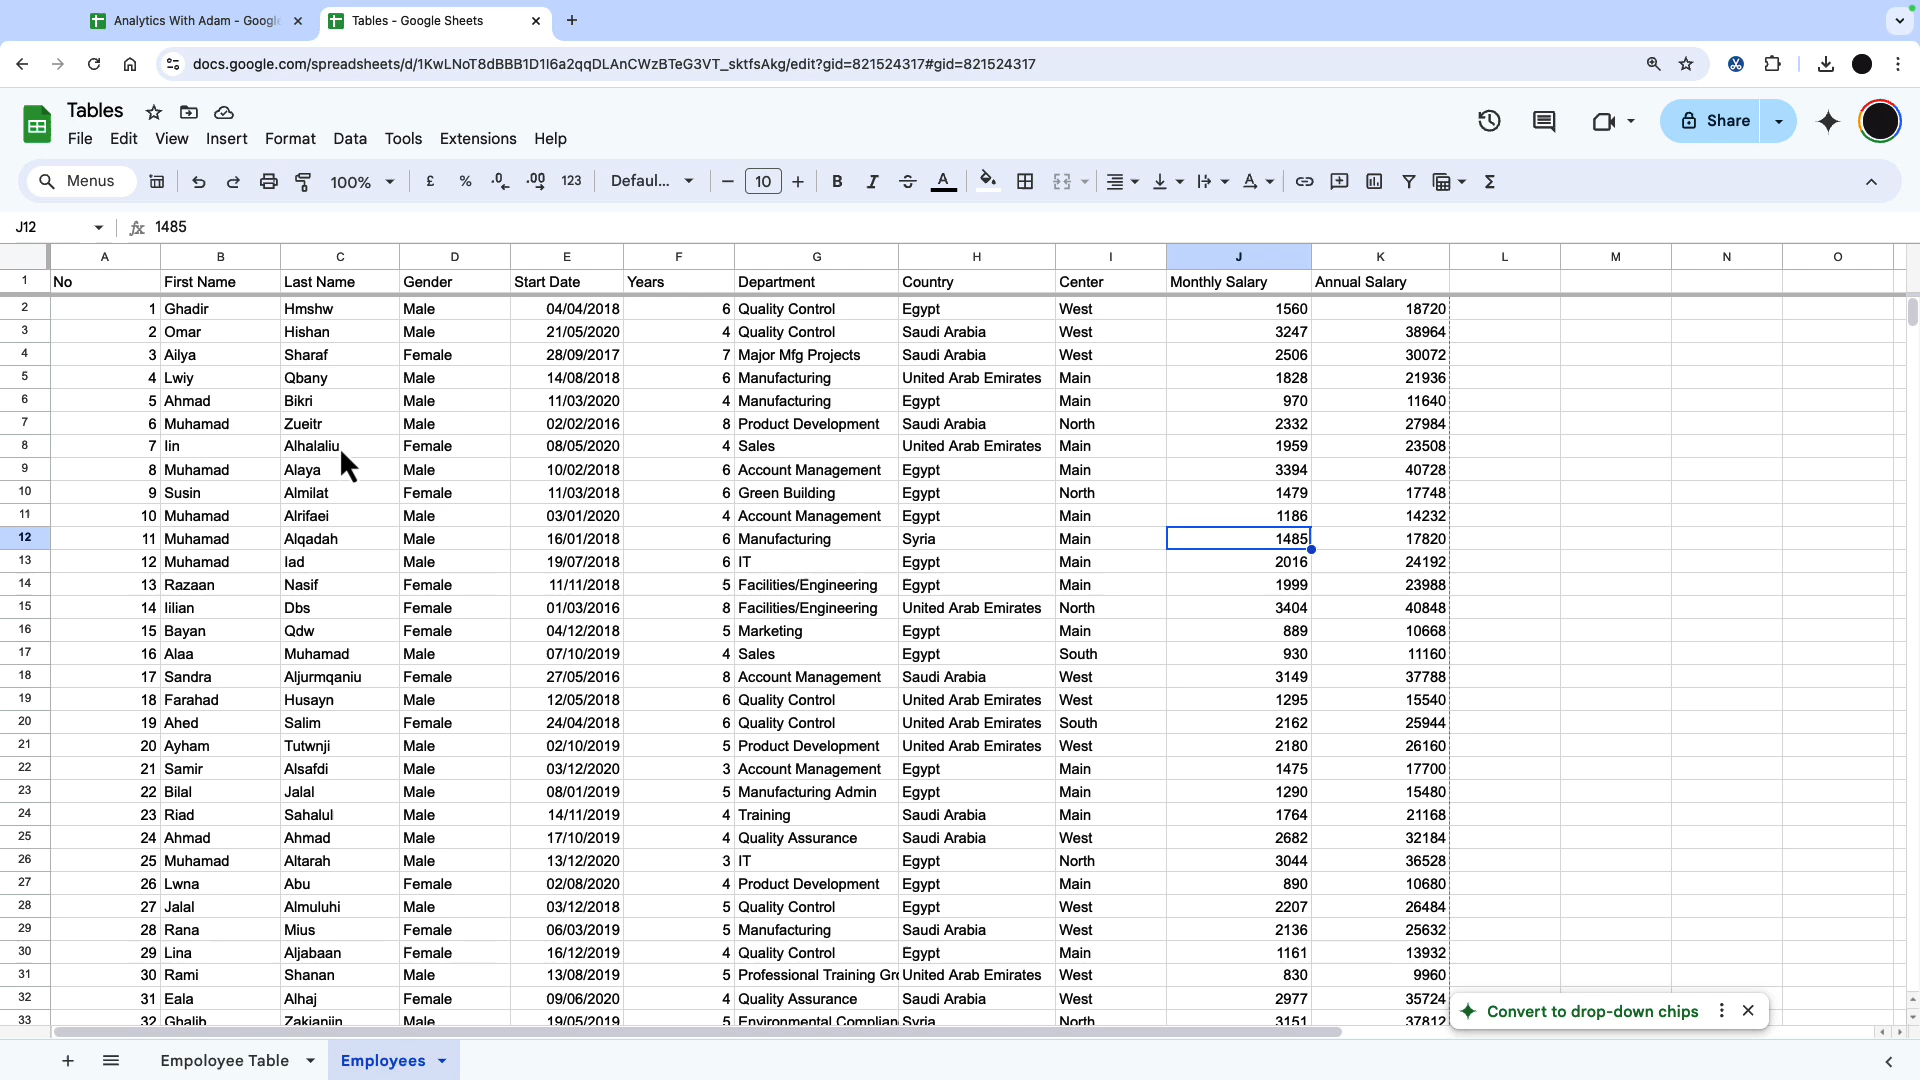 Analytics With Adam - Google
Tables - Google Sheets
docs.google.com/spreadsheets/d/1KwLNoT8dBBB1D1I6a2qqDLAnCWzBTeG3VT_sktfsAkg/edit?gid=821524317#gid=821524317
Tables
File Edit View Insert Format Data Tools Extensions Help
Share
Menus 100% £ % .0 .00 123 Defaul... 10 B I A Σ
J12 fx 1485
A B C D E F G H I J K L M N O
1 No First Name Last Name Gender Start Date Years Department Country Center Monthly Salary Annual Salary
2 1 Ghadir Hmshw Male 04/04/2018 6 Quality Control Egypt West 1560 18720
3 2 Omar Hishan Male 21/05/2020 4 Quality Control Saudi Arabia West 3247 38964
4 3 Ailya Sharaf Female 28/09/2017 7 Major Mfg Projects Saudi Arabia West 2506 30072
5 4 Lwiy Qbany Male 14/08/2018 6 Manufacturing United Arab Emirates Main 1828 21936
6 5 Ahmad Bikri Male 11/03/2020 4 Manufacturing Egypt Main 970 11640
7 6 Muhamad Zueitr Male 02/02/2016 8 Product Development Saudi Arabia North 2332 27984
8 7 Iin Alhalaliu Female 08/05/2020 4 Sales United Arab Emirates Main 1959 23508
9 8 Muhamad Alaya Male 10/02/2018 6 Account Management Egypt Main 3394 40728
10 9 Susin Almilat Female 11/03/2018 6 Green Building Egypt North 1479 17748
11 10 Muhamad Alrifaei Male 03/01/2020 4 Account Management Egypt Main 1186 14232
12 11 Muhamad Alqadah Male 16/01/2018 6 Manufacturing Syria Main 1485 17820
13 12 Muhamad Iad Male 19/07/2018 6 IT Egypt Main 2016 24192
14 13 Razaan Nasif Female 11/11/2018 5 Facilities/Engineering Egypt Main 1999 23988
15 14 Iilian Dbs Female 01/03/2016 8 Facilities/Engineering United Arab Emirates North 3404 40848
16 15 Bayan Qdw Female 04/12/2018 5 Marketing Egypt Main 889 10668
17 16 Alaa Muhamad Male 07/10/2019 4 Sales Egypt South 930 11160
18 17 Sandra Aljurmqaniu Female 27/05/2016 8 Account Management Saudi Arabia West 3149 37788
19 18 Farahad Husayn Male 12/05/2018 6 Quality Control United Arab Emirates West 1295 15540
20 19 Ahed Salim Female 24/04/2018 6 Quality Control United Arab Emirates South 2162 25944
21 20 Ayham Tutwnji Male 02/10/2019 5 Product Development United Arab Emirates West 2180 26160
22 21 Samir Alsafdi Male 03/12/2020 3 Account Management Egypt Main 1475 17700
23 22 Bilal Jalal Male 08/01/2019 5 Manufacturing Admin Egypt Main 1290 15480
24 23 Riad Sahalul Male 14/11/2019 4 Training Saudi Arabia Main 1764 21168
25 24 Ahmad Ahmad Male 17/10/2019 4 Quality Assurance Saudi Arabia West 2682 32184
26 25 Muhamad Altarah Male 13/12/2020 3 IT Egypt North 3044 36528
27 26 Lwna Abu Female 02/08/2020 4 Product Development Egypt Main 890 10680
28 27 Jalal Almuluhi Male 03/12/2018 5 Quality Control Egypt West 2207 26484
29 28 Rana Mius Female 06/03/2019 5 Manufacturing Saudi Arabia West 2136 25632
30 29 Lina Aljabaan Female 16/12/2019 4 Quality Control Egypt Main 1161 13932
31 30 Rami Shanan Male 13/08/2019 5 Professional Training Gr United Arab Emirates West 830 9960
32 31 Eala Alhaj Female 09/06/2020 4 Quality Assurance Saudi Arabia West 2977 35724
33 32 Ghalib Zakianiin Male 19/05/2019 5 Environmental Complian Syria North 3151 37812
Convert to drop-down chips
Empoloyee Table Employees